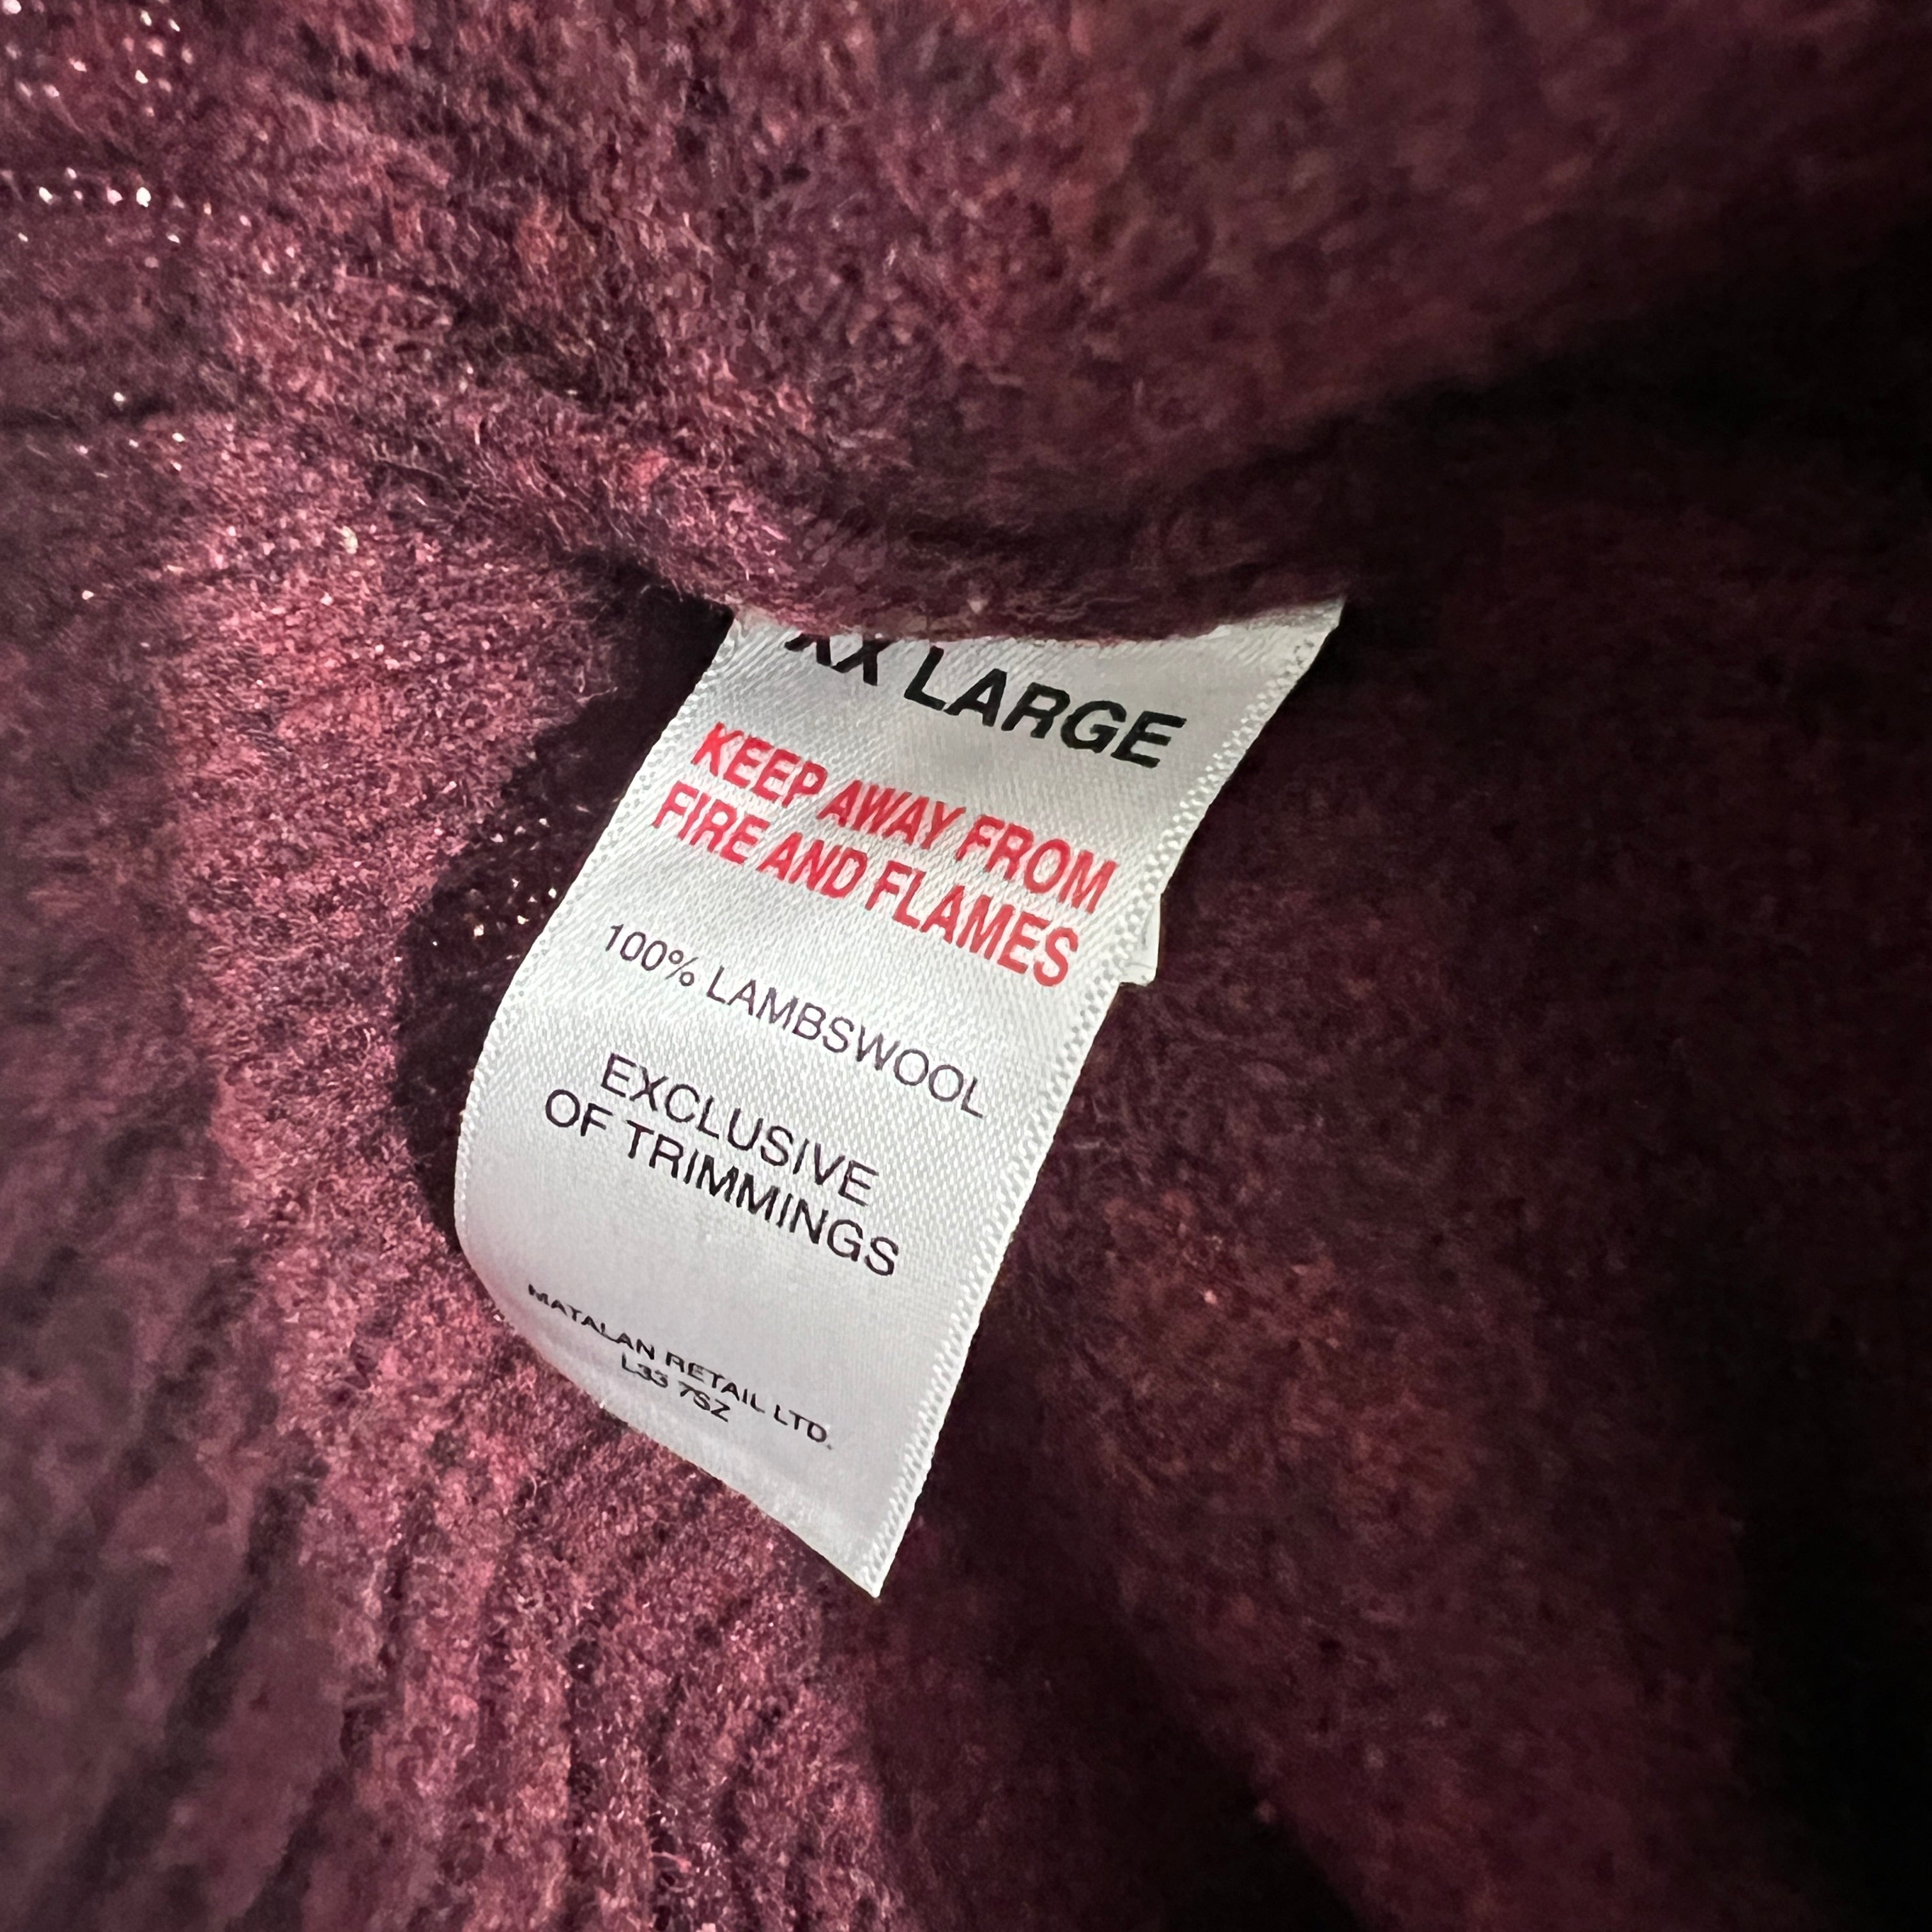 XX LARGE
KEEP AWAY FROM
FIRE AND FLAMES
100% LAMBSWOOL
EXCLUSIVE
OF TRIMMINGS
MATALAN RETAIL LTD.
L33 7SZ